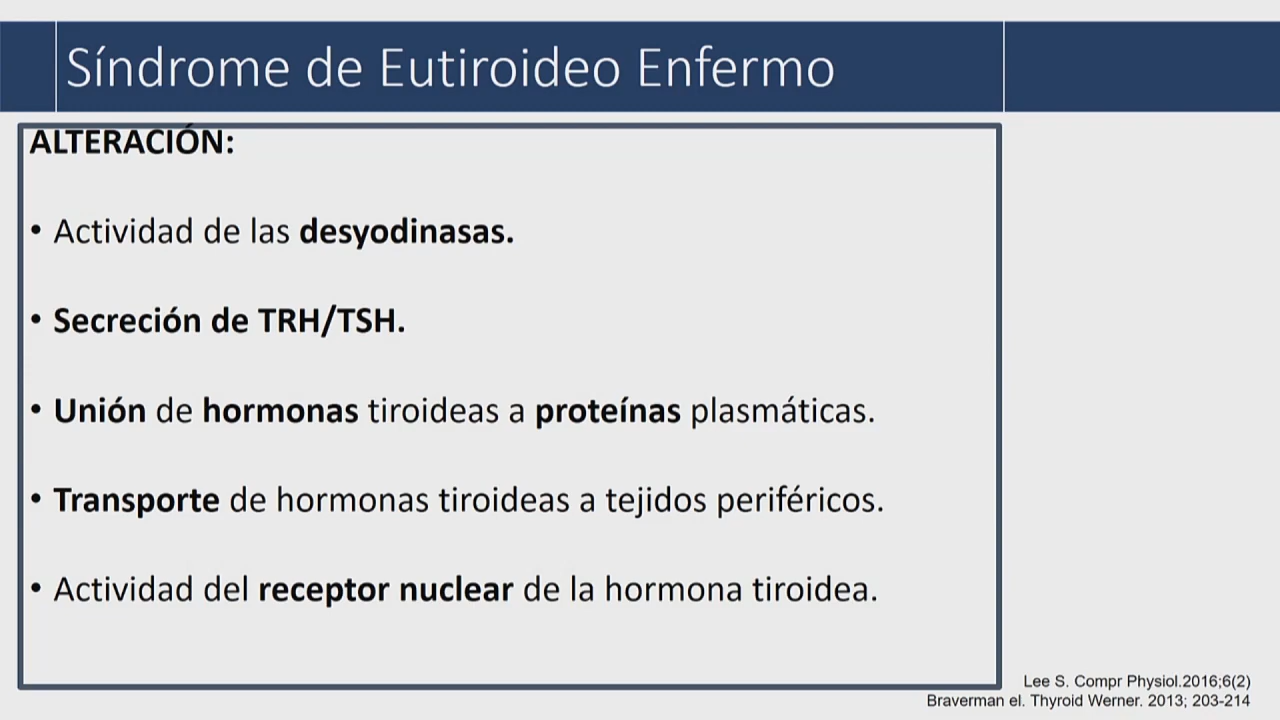 Síndrome de Eutiroideo Enfermo
ALTERACIÓN:
• Actividad de las desyodinasas.
• Secreción de TRH/TSH.
• Unión de hormonas tiroideas a proteínas plasmáticas.
• Transporte de hormonas tiroideas a tejidos periféricos.
• Actividad del receptor nuclear de la hormona tiroidea.
Lee S. Compr Physiol.2016;6(2)
Braverman el. Thyroid Werner. 2013; 203-214